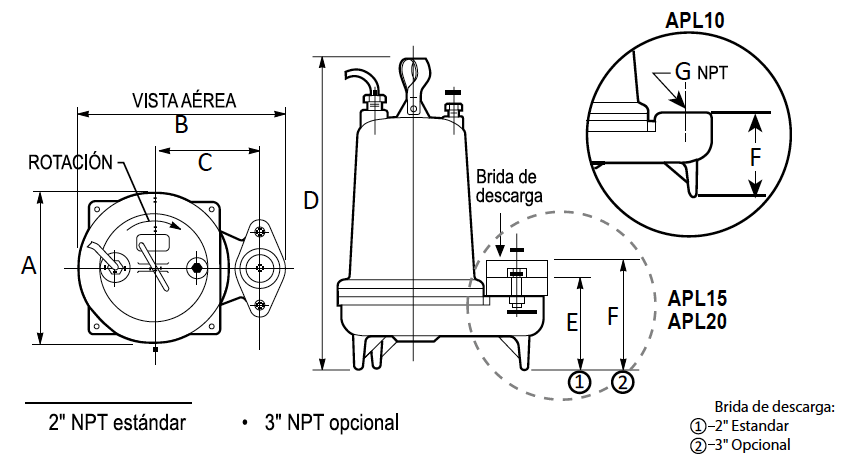 APL10
G NPT
VISTA AÉREA
B
C
ROTACIÓN
D
F
Brida de
descarga
A
APL15
APL20
E
F
1
2
2" NPT estándar
• 3" NPT opcional
Brida de descarga:
1–2" Estandar
2–3" Opcional